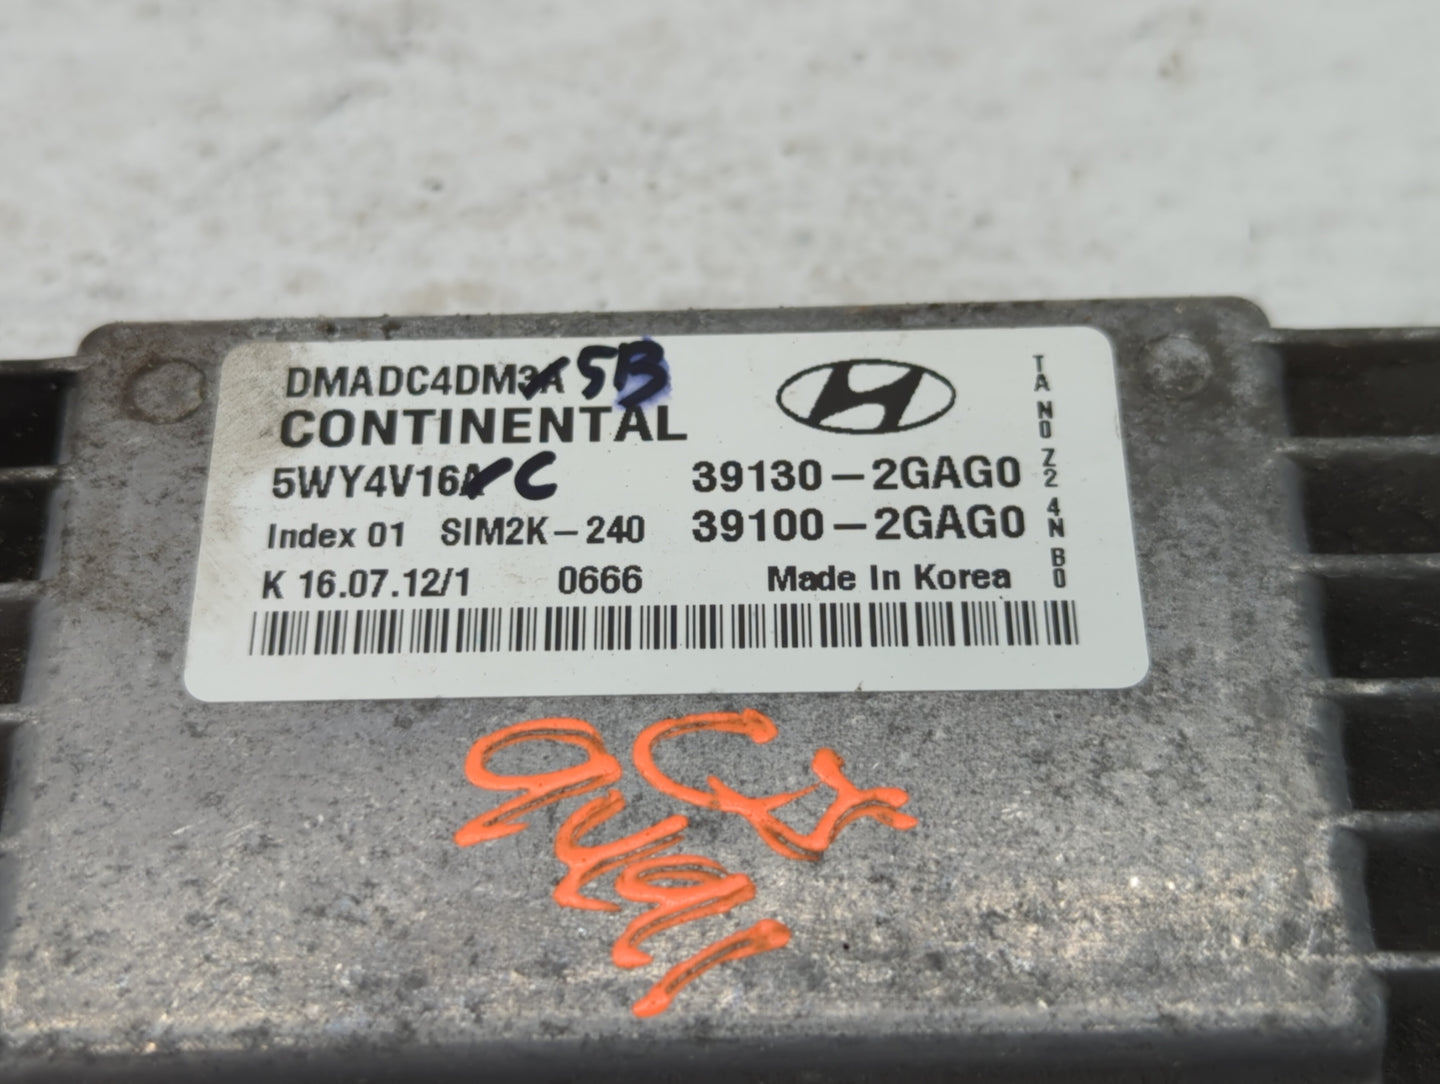 DMADC4DM3A 5B
CONTINENTAL
5WY4V16A C
Index 01 SIM2K-240
39130-2GAG0
39100-2GAG0
K 16.07.12/1 0666 Made In Korea
TA N0 Z2 4N B0